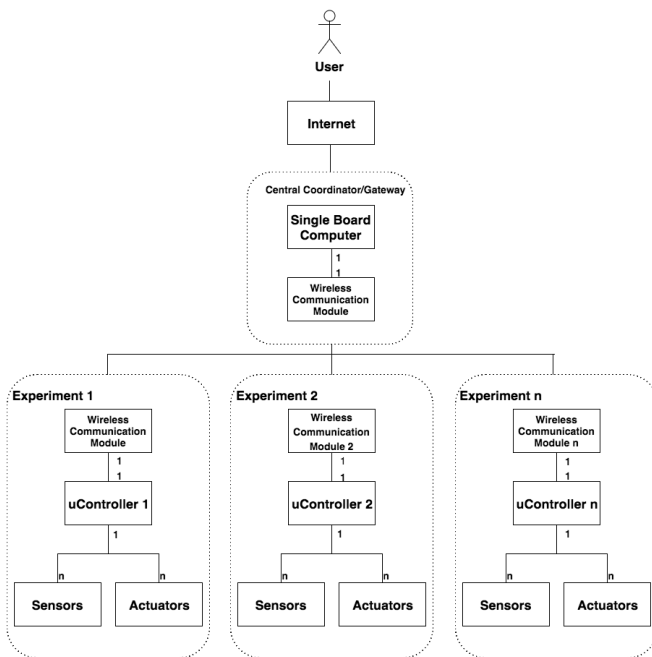 User
Internet
Central Coordinator/Gateway
Single Board
Computer
1
1
Wireless
Communication
Module
Experiment 1
Wireless
Communication
Module
1
1
uController 1
1
n
n
Sensors
Actuators
Experiment 2
Wireless
Communication
Module 2
1
1
uController 2
1
n
n
Sensors
Actuators
Experiment n
Wireless
Communication
Module n
1
1
uController n
1
n
n
Sensors
Actuators